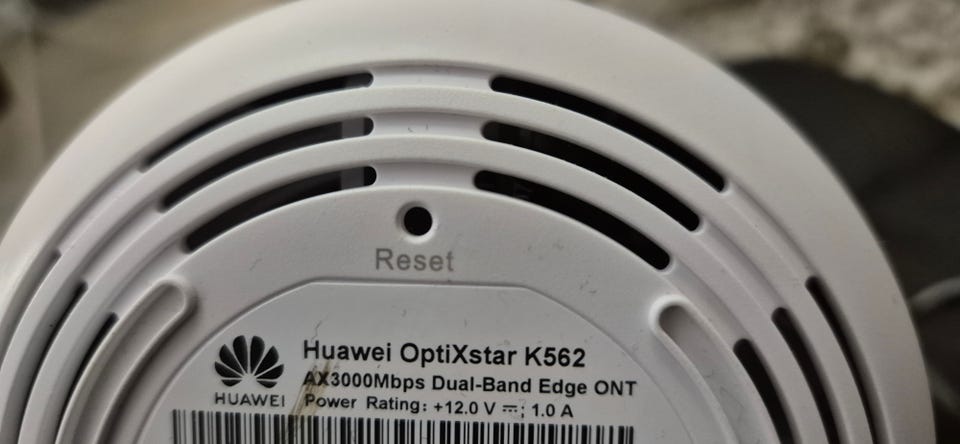 Reset
Huawei OptiXstar K562
AX3000Mbps Dual-Band Edge ONT
HUAWEI
Power Rating: +12.0 V ⎓; 1.0 A